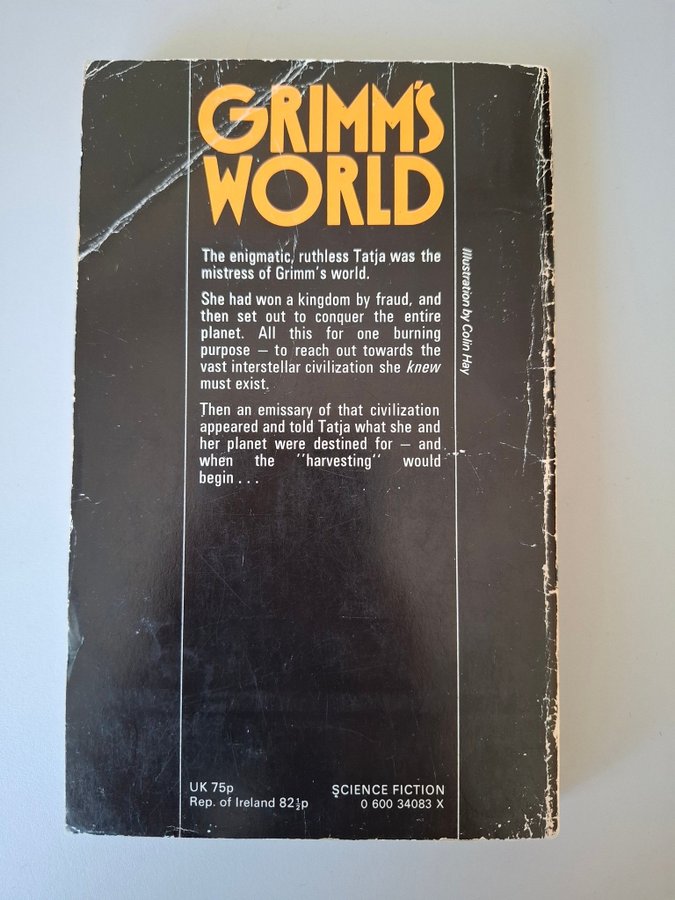 GRIMM'S
WORLD
The enigmatic, ruthless Tatja was the
mistress of Grimm's world.
She had won a kingdom by fraud, and
then set out to conquer the entire
planet. All this for one burning
purpose – to reach out towards the
vast interstellar civilization she knew
must exist.
Then an emissary of that civilization
appeared and told Tatja what she and
her planet were destined for – and
when the "harvesting" would
begin . . .
Illustration by Colin Hay
UK 75p
Rep. of Ireland 82½p
SCIENCE FICTION
0 600 34083 X